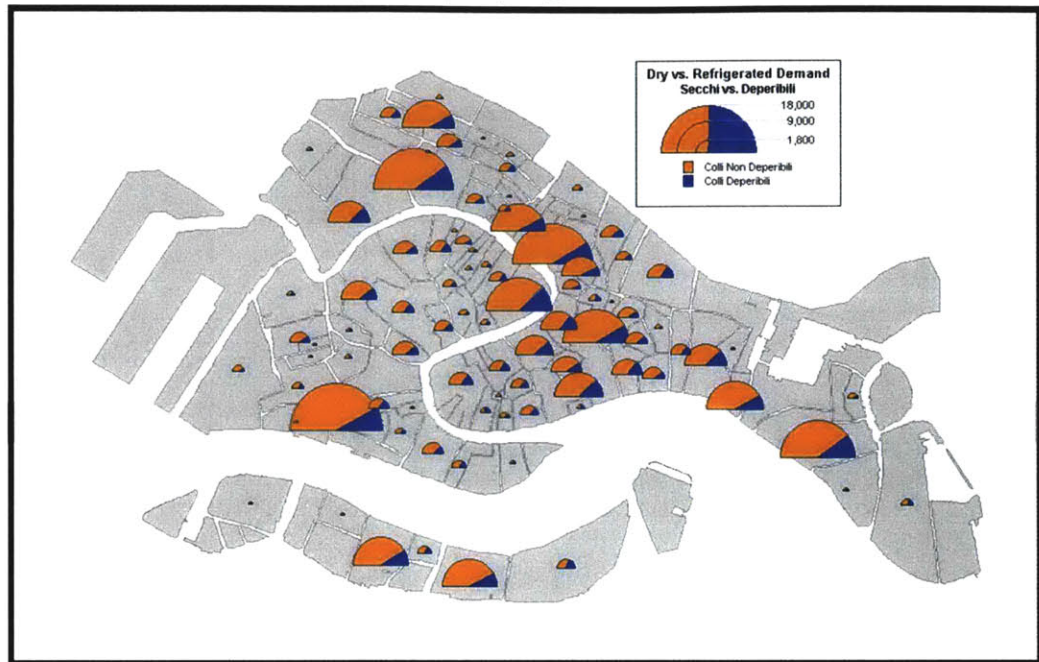 Dry vs. Refrigerated Demand
Secchi vs. Deperibili
18,000
9,000
1,800
Colli Non Deperibili
Colli Deperibili